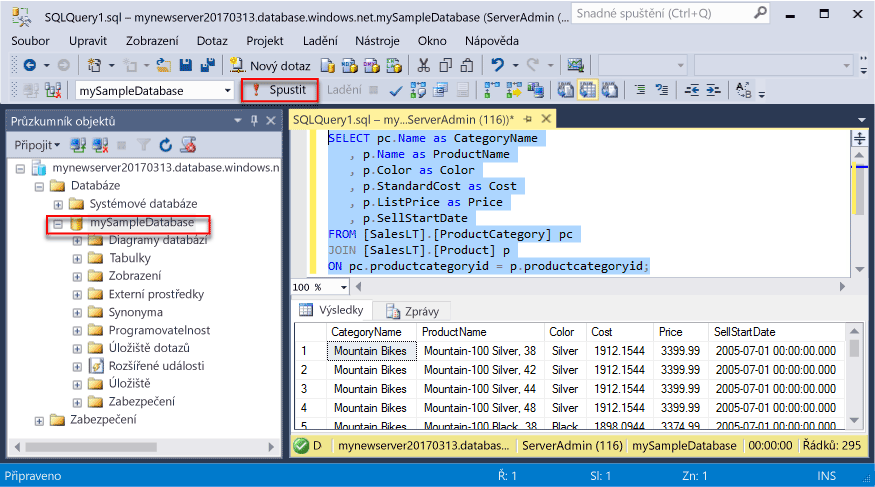 SQLQuery1.sql – mynewserver20170313.database.windows.net.mySampleDatabase (ServerAdmin (116))...
Snadné spuštění (Ctrl+Q)
Soubor Upravit Zobrazení Dotaz Projekt Ladění Nástroje Okno Nápověda
Nový dotaz
mySampleDatabase Spustit Ladění
Průzkumník objektů
Připojit
mynewserver20170313.database.windows.n
Databáze
Systémové databáze
mySampleDatabase
Diagramy databází
Tabulky
Zobrazení
Externí prostředky
Synonyma
Programovatelnost
Úložiště dotazů
Rozšířené události
Úložiště
Zabezpečení
Zabezpečení
SQLQuery1.sql – my...ServerAdmin (116))*
SELECT pc.Name as CategoryName
, p.Name as ProductName
, p.Color as Color
, p.StandardCost as Cost
, p.ListPrice as Price
, p.SellStartDate
FROM [SalesLT].[ProductCategory] pc
JOIN [SalesLT].[Product] p
ON pc.productcategoryid = p.productcategoryid;
100 %
Výsledky Zprávy
CategoryName ProductName Color Cost Price SellStartDate
1 Mountain Bikes Mountain-100 Silver, 38 Silver 1912.1544 3399.99 2005-07-01 00:00:00.000
2 Mountain Bikes Mountain-100 Silver, 42 Silver 1912.1544 3399.99 2005-07-01 00:00:00.000
3 Mountain Bikes Mountain-100 Silver, 44 Silver 1912.1544 3399.99 2005-07-01 00:00:00.000
4 Mountain Bikes Mountain-100 Silver, 48 Silver 1912.1544 3399.99 2005-07-01 00:00:00.000
5 Mountain Bikes Mountain-100 Black, 38 Black 1898.0944 3374.99 2005-07-01 00:00:00.000
D mynewserver20170313.databas... ServerAdmin (116) mySampleDatabase 00:00:00 Řádků: 295
Připraveno Ř: 1 Sl: 1 Zn: 1 INS